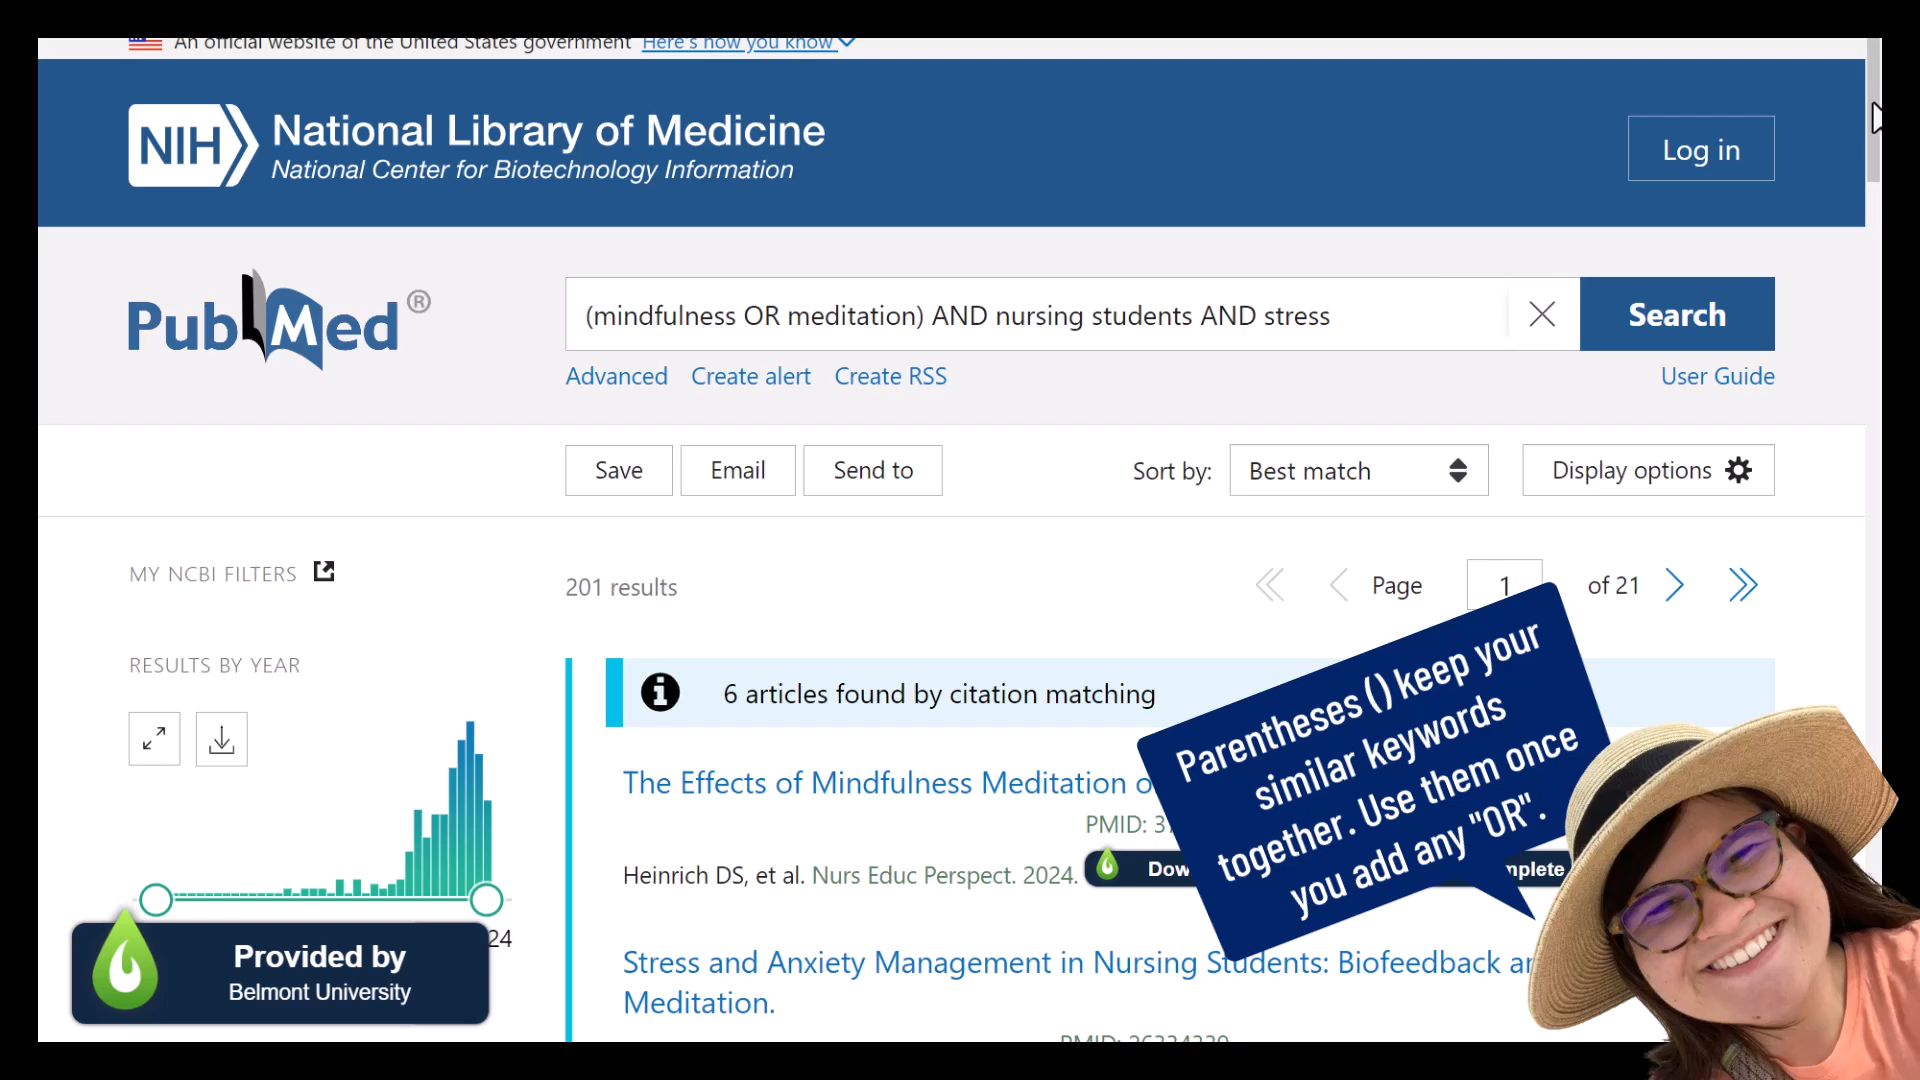 An official website of the United States government Here's how you know
NIH National Library of Medicine
National Center for Biotechnology Information
Log in
PubMed®
(mindfulness OR meditation) AND nursing students AND stress
Search
Advanced Create alert Create RSS
User Guide
Save Email Send to
Sort by: Best match
Display options
MY NCBI FILTERS
201 results
Page 1 of 21
RESULTS BY YEAR
6 articles found by citation matching
The Effects of Mindfulness Meditation
PMID:
Heinrich DS, et al. Nurs Educ Perspect. 2024.
24
Stress and Anxiety Management in Nursing Students: Biofeedback
Meditation.
PMID: 26334339
Parentheses () keep your
similar keywords
together. Use them once
you add any "OR".
Provided by
Belmont University